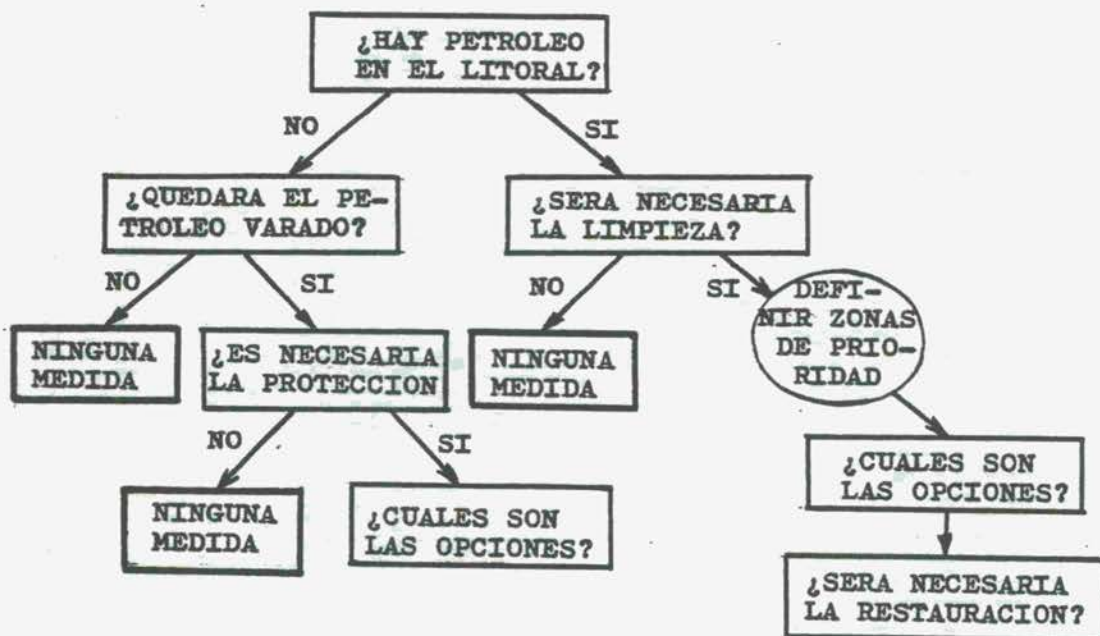 ¿HAY PETROLEO
EN EL LITORAL?
NO
SI
¿QUEDARA EL PE-
TROLEO VARADO?
¿SERA NECESARIA
LA LIMPIEZA?
NO
SI
NO
SI
DEFI-
NIR ZONAS
DE PRIO-
RIDAD
NINGUNA
MEDIDA
¿ES NECESARIA
LA PROTECCION
NINGUNA
MEDIDA
NO
SI
¿CUALES SON
LAS OPCIONES?
NINGUNA
MEDIDA
¿CUALES SON
LAS OPCIONES?
¿SERA NECESARIA
LA RESTAURACION?